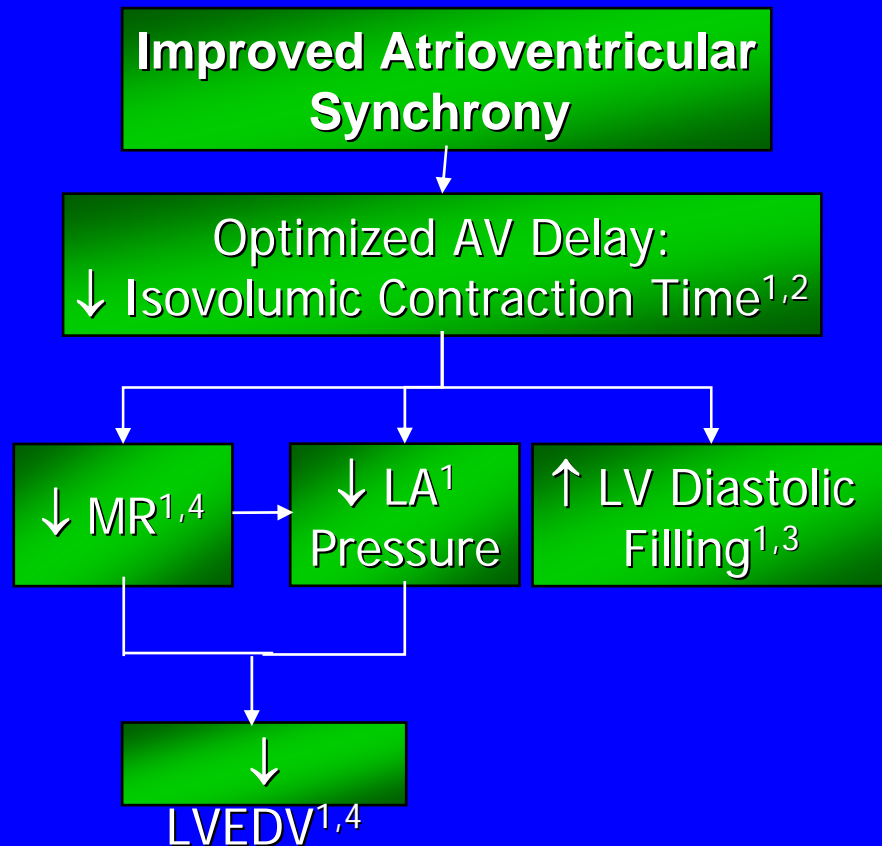 Improved Atrioventricular
Synchrony
Optimized AV Delay:
↓ Isovolumic Contraction Time1,2
↓ MR1,4
↓ LA1
Pressure
↑ LV Diastolic
Filling1,3
↓
LVEDV1,4